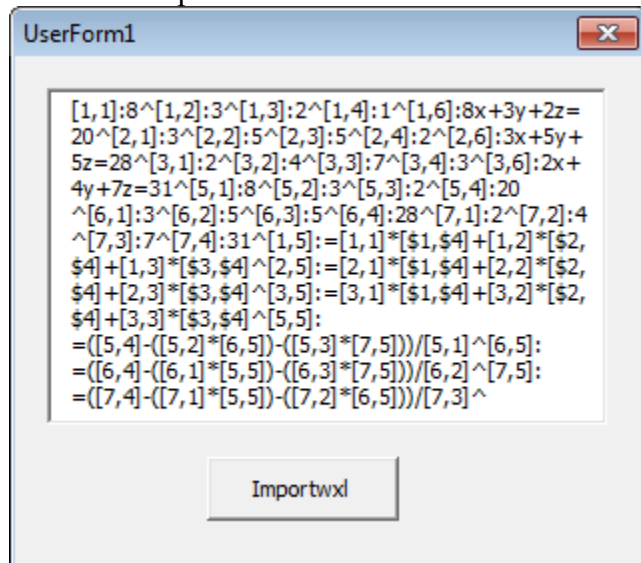 UserForm1
[1,1]:8^[1,2]:3^[1,3]:2^[1,4]:1^[1,6]:8x+3y+2z=
20^[2,1]:3^[2,2]:5^[2,3]:5^[2,4]:2^[2,6]:3x+5y+
5z=28^[3,1]:2^[3,2]:4^[3,3]:7^[3,4]:3^[3,6]:2x+
4y+7z=31^[5,1]:8^[5,2]:3^[5,3]:2^[5,4]:20
^[6,1]:3^[6,2]:5^[6,3]:5^[6,4]:28^[7,1]:2^[7,2]:4
^[7,3]:7^[7,4]:31^[1,5]:=[1,1]*[$1,$4]+[1,2]*[$2,
$4]+[1,3]*[$3,$4]^[2,5]:=[2,1]*[$1,$4]+[2,2]*[$2,
$4]+[2,3]*[$3,$4]^[3,5]:=[3,1]*[$1,$4]+[3,2]*[$2,
$4]+[3,3]*[$3,$4]^[5,5]:
=([5,4]-([5,2]*[6,5])-([5,3]*[7,5]))/[5,1]^[6,5]:
=([6,4]-([6,1]*[5,5])-([6,3]*[7,5]))/[6,2]^[7,5]:
=([7,4]-([7,1]*[5,5])-([7,2]*[6,5]))/[7,3]^
Importwxl